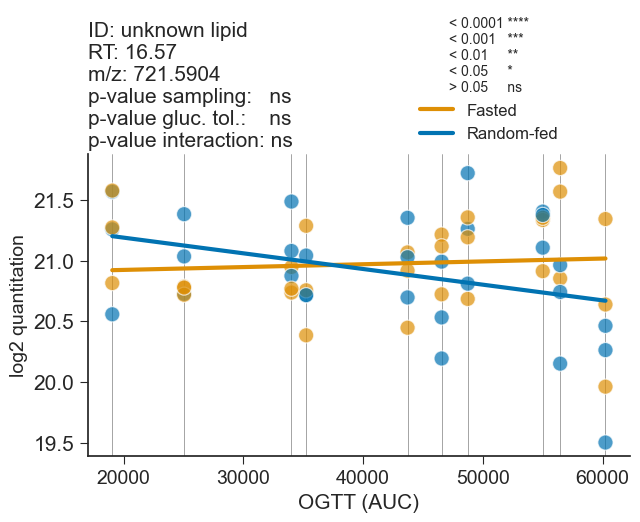 ID: unknown lipid
RT: 16.57
m/z: 721.5904
p-value sampling: ns
p-value gluc. tol.: ns
p-value interaction: ns
< 0.0001 ****
< 0.001 ***
< 0.01 **
< 0.05 *
> 0.05 ns
Fasted
Random-fed
log2 quantitation
21.5
21.0
20.5
20.0
19.5
20000 30000 40000 50000 60000
OGTT (AUC)